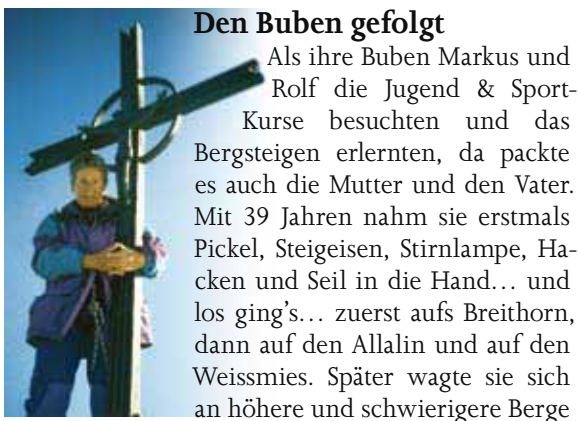 Den Buben gefolgt
Als ihre Buben Markus und
Rolf die Jugend & Sport-
Kurse besuchten und das
Bergsteigen erlernten, da packte
es auch die Mutter und den Vater.
Mit 39 Jahren nahm sie erstmals
Pickel, Steigeisen, Stirnlampe, Ha-
cken und Seil in die Hand… und
los ging's… zuerst aufs Breithorn,
dann auf den Allalin und auf den
Weissmies. Später wagte sie sich
an höhere und schwierigere Berge